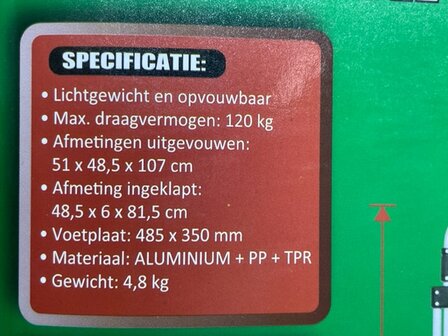 SPECIFICATIE:
• Lichtgewicht en opvouwbaar
• Max. draagvermogen: 120 kg
• Afmetingen uitgevouwen:
51 x 48,5 x 107 cm
• Afmeting ingeklapt:
48,5 x 6 x 81,5 cm
• Voetplaat: 485 x 350 mm
• Materiaal: ALUMINIUM + PP + TPR
• Gewicht: 4,8 kg